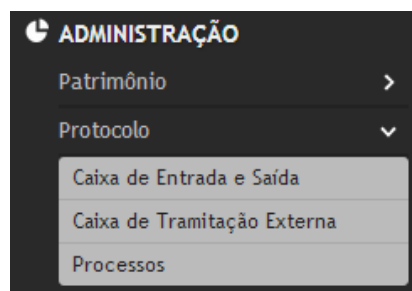 ADMINISTRAÇÃO
Patrimônio
Protocolo
Caixa de Entrada e Saída
Caixa de Tramitação Externa
Processos